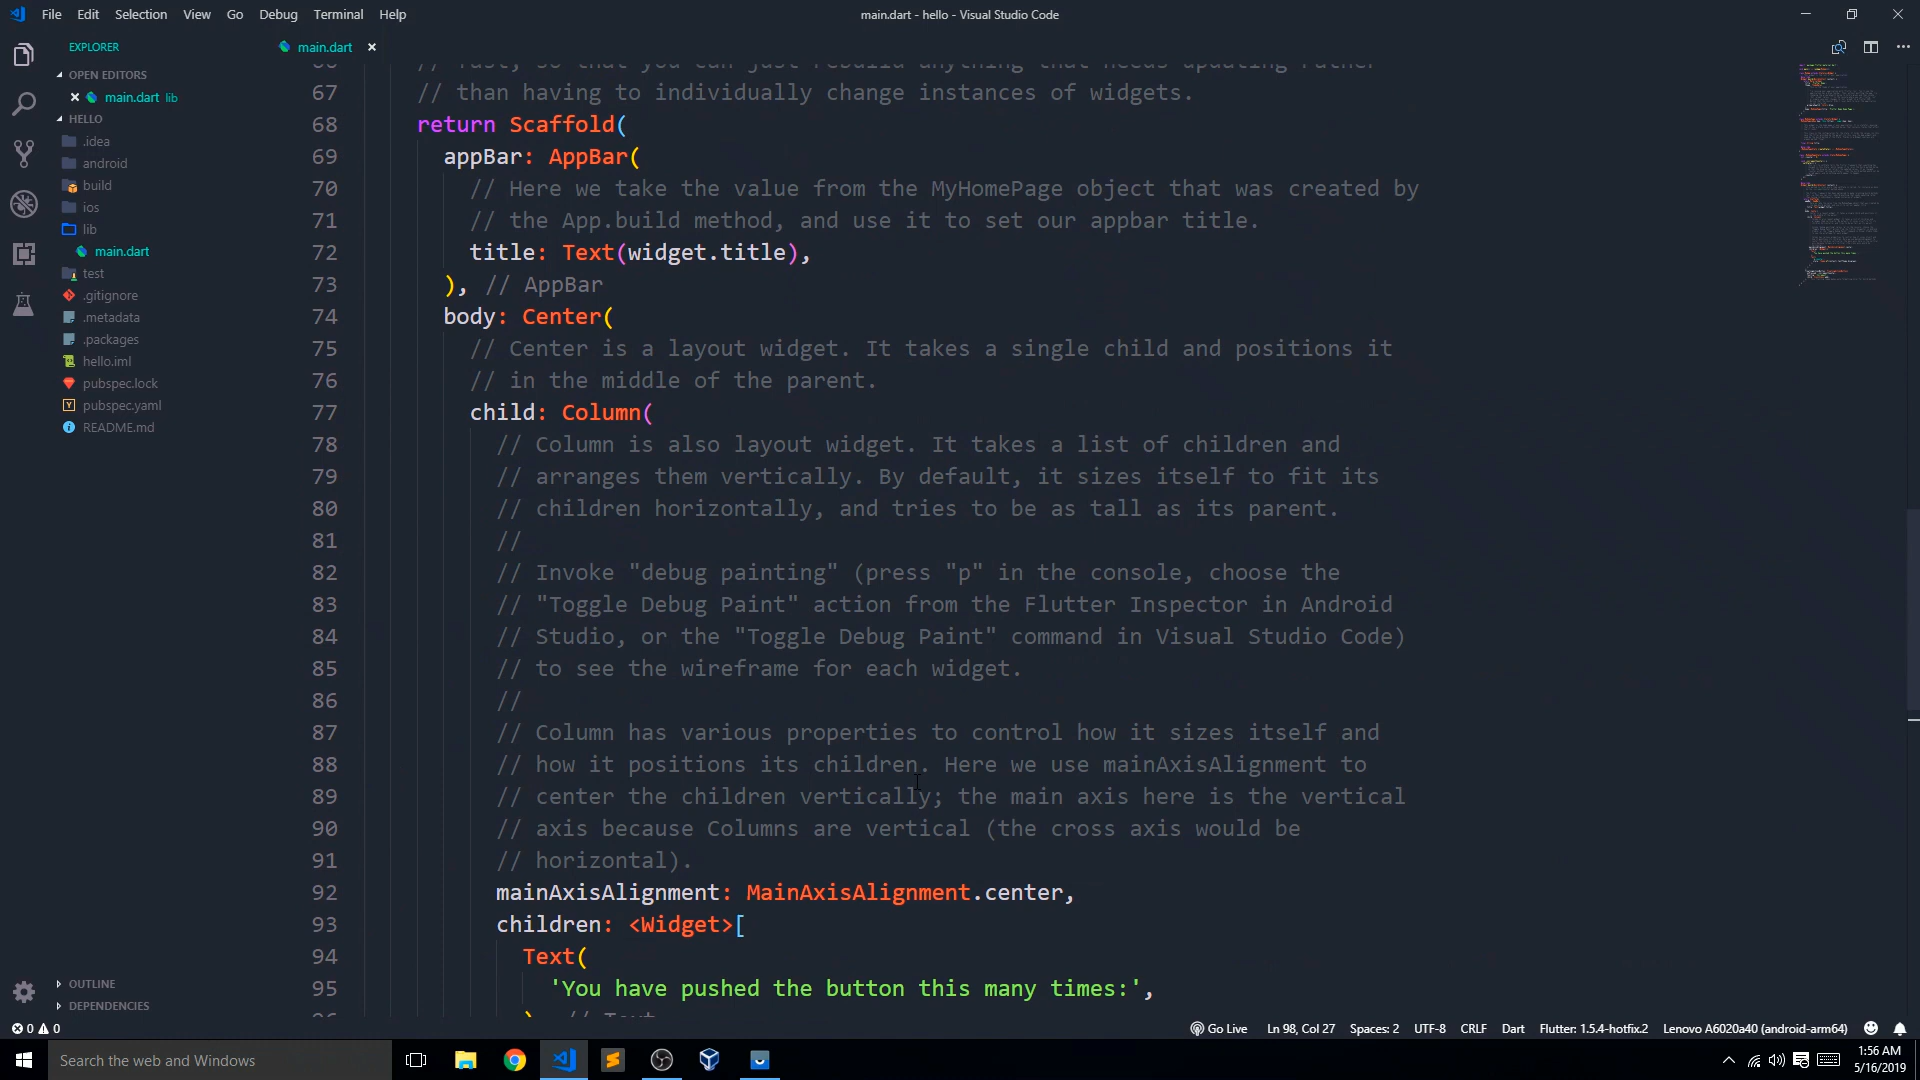 File Edit Selection View Go Debug Terminal Help
main.dart - hello - Visual Studio Code
EXPLORER
main.dart
OPEN EDITORS
main.dart lib
HELLO
.idea
android
build
ios
lib
main.dart
test
.gitignore
.metadata
.packages
hello.iml
pubspec.lock
pubspec.yaml
README.md
OUTLINE
DEPENDENCIES
66 // fast, so that you can just rebuild anything that needs updating rather
67 // than having to individually change instances of widgets.
68 return Scaffold(
69 appBar: AppBar(
70 // Here we take the value from the MyHomePage object that was created by
71 // the App.build method, and use it to set our appbar title.
72 title: Text(widget.title),
73 ), // AppBar
74 body: Center(
75 // Center is a layout widget. It takes a single child and positions it
76 // in the middle of the parent.
77 child: Column(
78 // Column is also layout widget. It takes a list of children and
79 // arranges them vertically. By default, it sizes itself to fit its
80 // children horizontally, and tries to be as tall as its parent.
81 //
82 // Invoke "debug painting" (press "p" in the console, choose the
83 // "Toggle Debug Paint" action from the Flutter Inspector in Android
84 // Studio, or the "Toggle Debug Paint" command in Visual Studio Code)
85 // to see the wireframe for each widget.
86 //
87 // Column has various properties to control how it sizes itself and
88 // how it positions its children. Here we use mainAxisAlignment to
89 // center the children vertically; the main axis here is the vertical
90 // axis because Columns are vertical (the cross axis would be
91 // horizontal).
92 mainAxisAlignment: MainAxisAlignment.center,
93 children: <Widget>[
94 Text(
95 'You have pushed the button this many times:',
96 ), // Text
0 0
Go Live Ln 98, Col 27 Spaces: 2 UTF-8 CRLF Dart Flutter: 1.5.4-hotfix.2 Lenovo A6020a40 (android-arm64)
Search the web and Windows
1:56 AM
5/16/2019